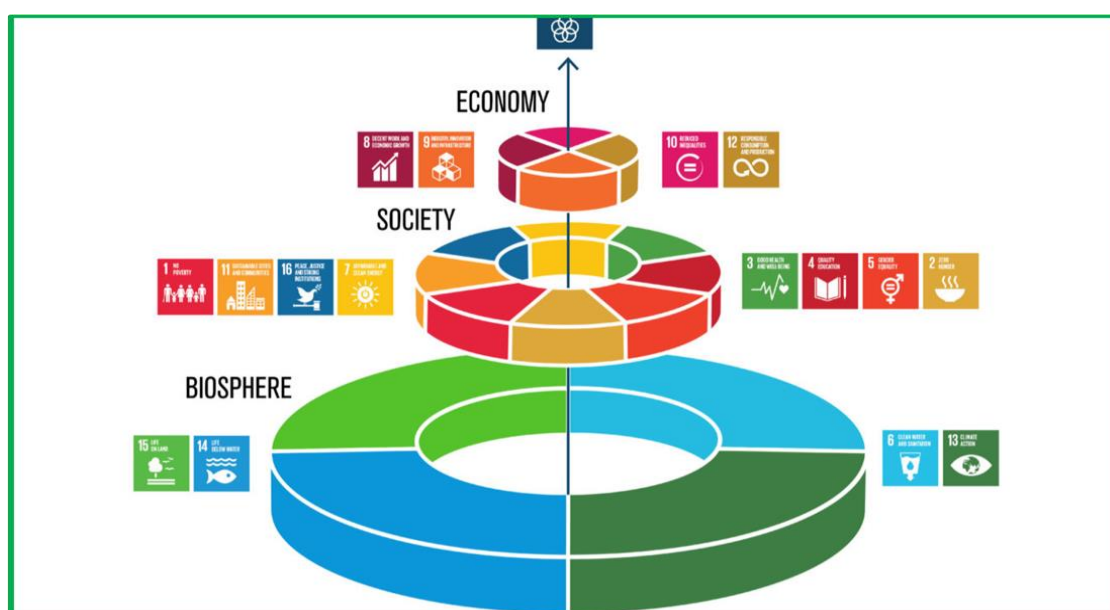 ECONOMY
8 DECENT WORK AND
ECONOMIC GROWTH
9 INDUSTRY, INNOVATION
AND INFRASTRUCTURE
10 REDUCED
INEQUALITIES
12 RESPONSIBLE
CONSUMPTION
AND PRODUCTION
SOCIETY
1 NO
POVERTY
11 SUSTAINABLE CITIES
AND COMMUNITIES
16 PEACE, JUSTICE
AND STRONG
INSTITUTIONS
7 AFFORDABLE AND
CLEAN ENERGY
3 GOOD HEALTH
AND WELL-BEING
4 QUALITY
EDUCATION
5 GENDER
EQUALITY
2 ZERO
HUNGER
BIOSPHERE
15 LIFE
ON LAND
14 LIFE
BELOW WATER
6 CLEAN WATER
AND SANITATION
13 CLIMATE
ACTION